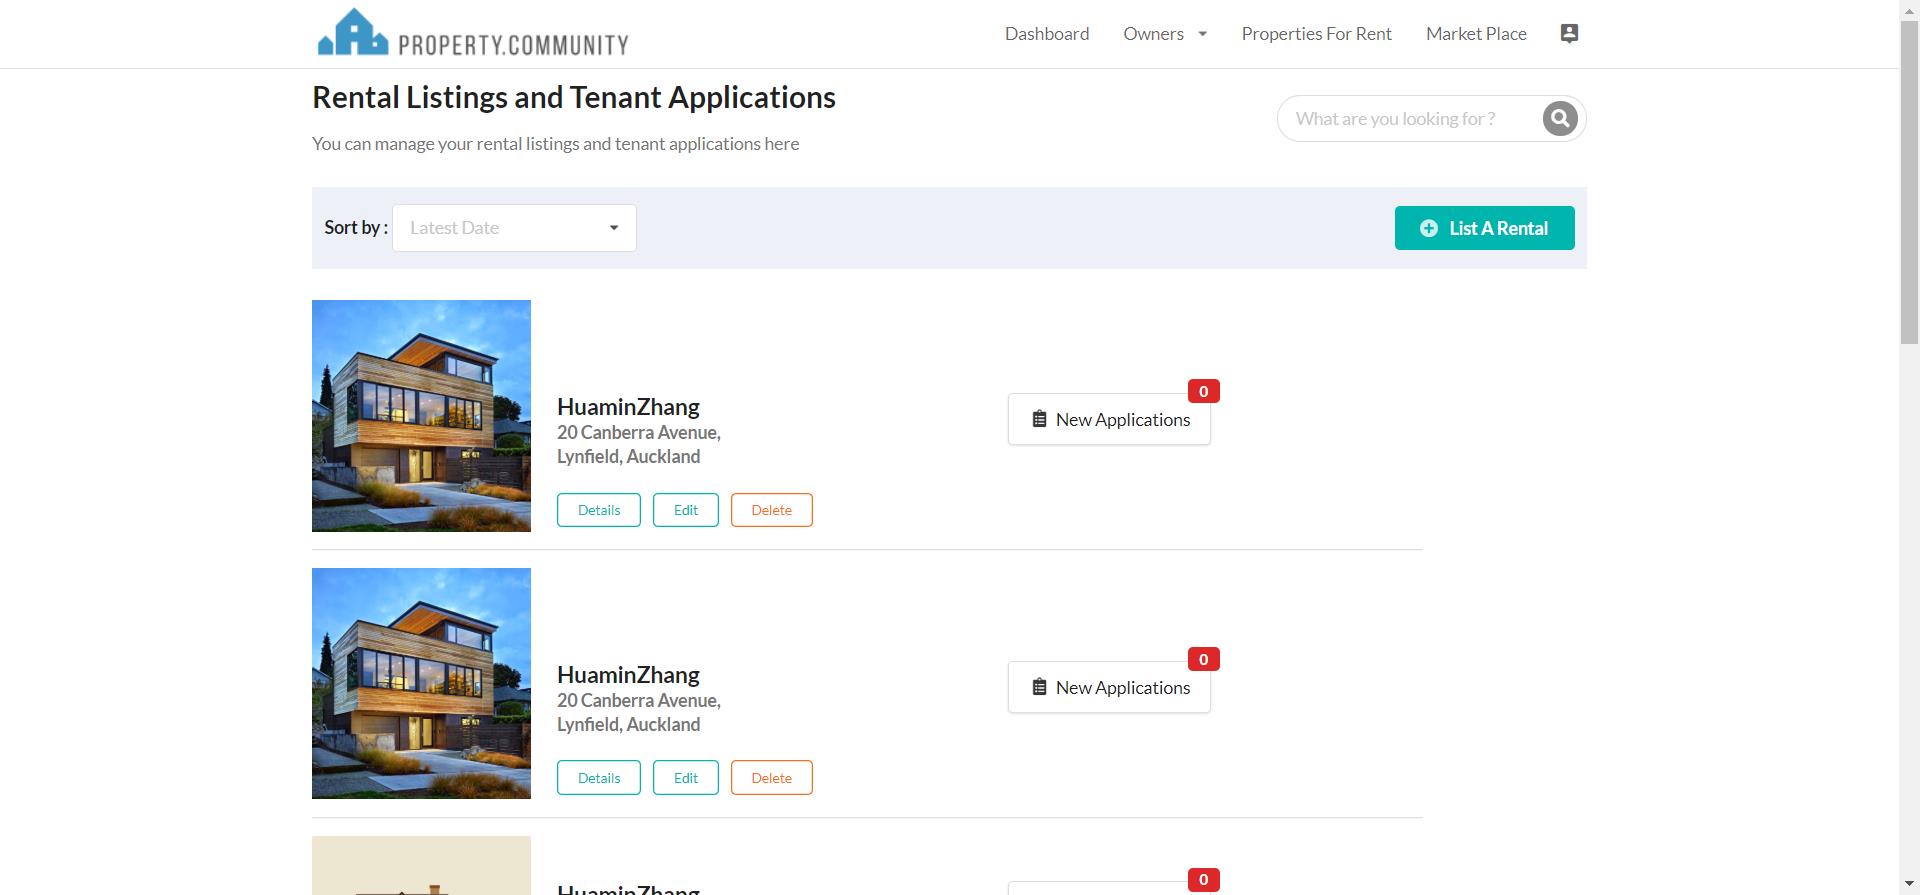 PROPERTY.COMMUNITY
Dashboard Owners Properties For Rent Market Place
Rental Listings and Tenant Applications
What are you looking for ?
You can manage your rental listings and tenant applications here
Sort by : Latest Date
List A Rental
0
HuaminZhang
New Applications
20 Canberra Avenue,
Lynfield, Auckland
Details Edit Delete
0
HuaminZhang
New Applications
20 Canberra Avenue,
Lynfield, Auckland
Details Edit Delete
0
HuaminZhang